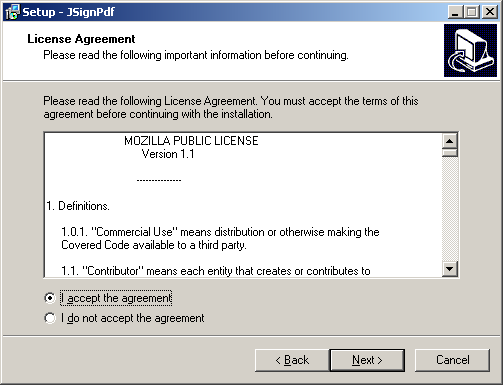 Setup - JSignPdf
License Agreement
Please read the following important information before continuing.
Please read the following License Agreement. You must accept the terms of this
agreement before continuing with the installation.
MOZILLA PUBLIC LICENSE
Version 1.1
---------------
1. Definitions.
1.0.1. "Commercial Use" means distribution or otherwise making the
Covered Code available to a third party.
1.1. "Contributor" means each entity that creates or contributes to
I accept the agreement
I do not accept the agreement
< Back
Next >
Cancel